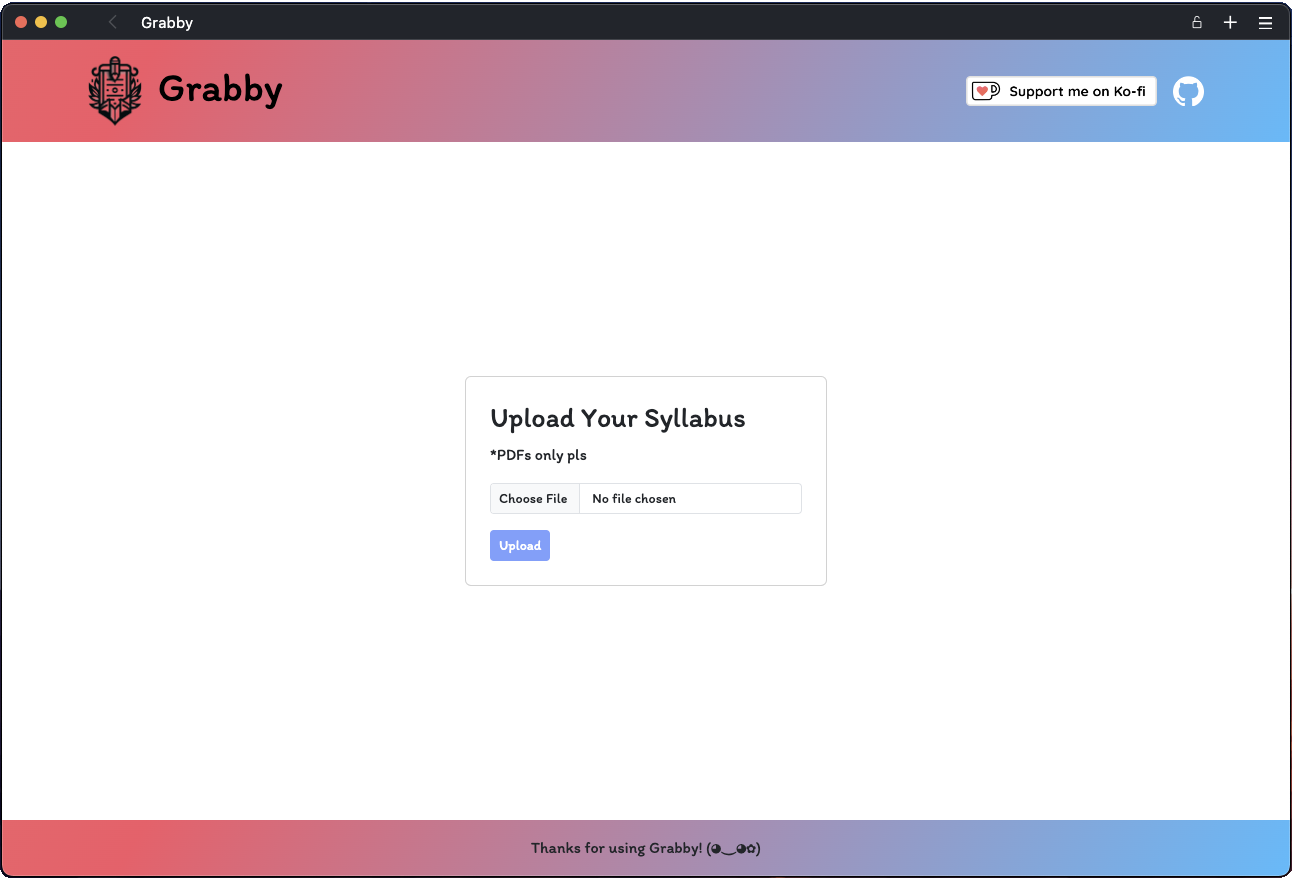 Grabby
Grabby
Support me on Ko-fi
Upload Your Syllabus
*PDFs only pls
Choose File No file chosen
Upload
Thanks for using Grabby! (◕‿◕✿)